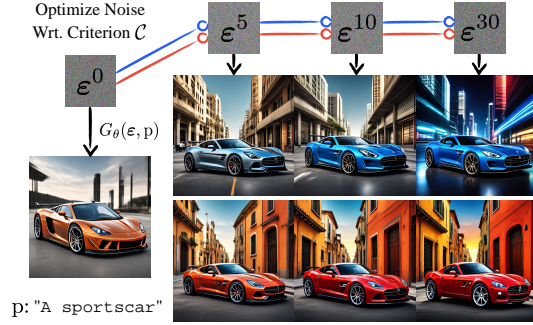 Optimize Noise
Wrt. Criterion 𝒞
ε⁰
ε⁵
ε¹⁰
ε³⁰
G_θ(ε, p)
p: "A sportscar"